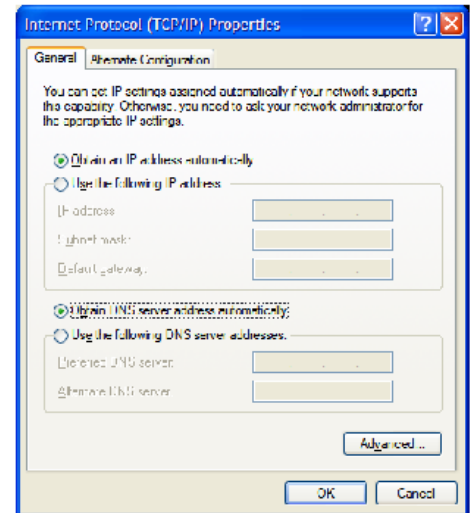 Internet Protocol (TCP/IP) Properties
General
Alternate Configuration
You can get IP settings assigned automatically if your network supports
this capability. Otherwise, you need to ask your network administrator for
the appropriate IP settings.
Obtain an IP address automatically
Use the following IP address:
IP address:
Subnet mask:
Default gateway:
Obtain DNS server address automatically
Use the following DNS server addresses:
Preferred DNS server:
Alternate DNS server:
Advanced...
OK
Cancel